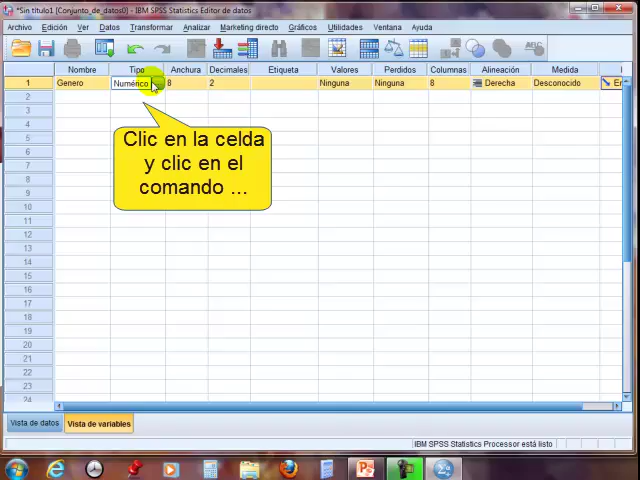 *Sin título1 [Conjunto_de_datos0] - IBM SPSS Statistics Editor de datos
Archivo Edición Ver Datos Transformar Analizar Marketing directo Gráficos Utilidades Ventana Ayuda
Nombre Tipo Anchura Decimales Etiqueta Valores Perdidos Columnas Alineación Medida
1 Genero Numérico 8 2 Ninguna Ninguna 8 Derecha Desconocido
2
3
4
5
6
7
8
9
10
11
12
13
14
15
16
17
18
19
20
21
22
23
24
Clic en la celda
y clic en el
comando ...
Vista de datos Vista de variables
IBM SPSS Statistics Processor está listo